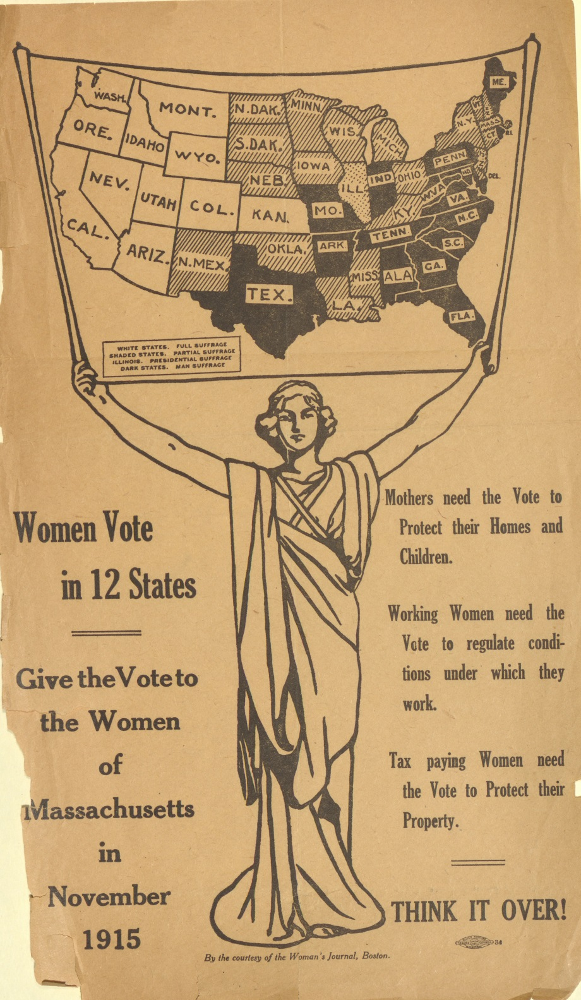 WASH.
MONT.
N.DAK.
MINN.
ME.
ORE.
IDAHO
WYO.
S.DAK.
WIS.
MICH.
N.Y.
VT.
MASS.
CT.
R.I.
NEV.
UTAH
COL.
NEB.
IOWA
ILL.
IND
OHIO
PENN.
N.J.
MD.
DEL.
CAL.
ARIZ.
N.MEX.
KAN.
MO.
KY.
W.VA.
VA.
OKLA.
ARK
TENN.
N.C.
S.C.
TEX.
LA.
MISS
ALA
GA.
FLA.
WHITE STATES. FULL SUFFRAGE
SHADED STATES. PARTIAL SUFFRAGE
ILLINOIS. PRESIDENTIAL SUFFRAGE
DARK STATES. MAN SUFFRAGE
Women Vote
in 12 States
Give the Vote to
the Women
of
Massachusetts
in
November
1915
Mothers need the Vote to
Protect their Homes and
Children.
Working Women need the
Vote to regulate condi-
tions under which they
work.
Tax paying Women need
the Vote to Protect their
Property.
THINK IT OVER!
34
By the courtesy of the Woman's Journal, Boston.